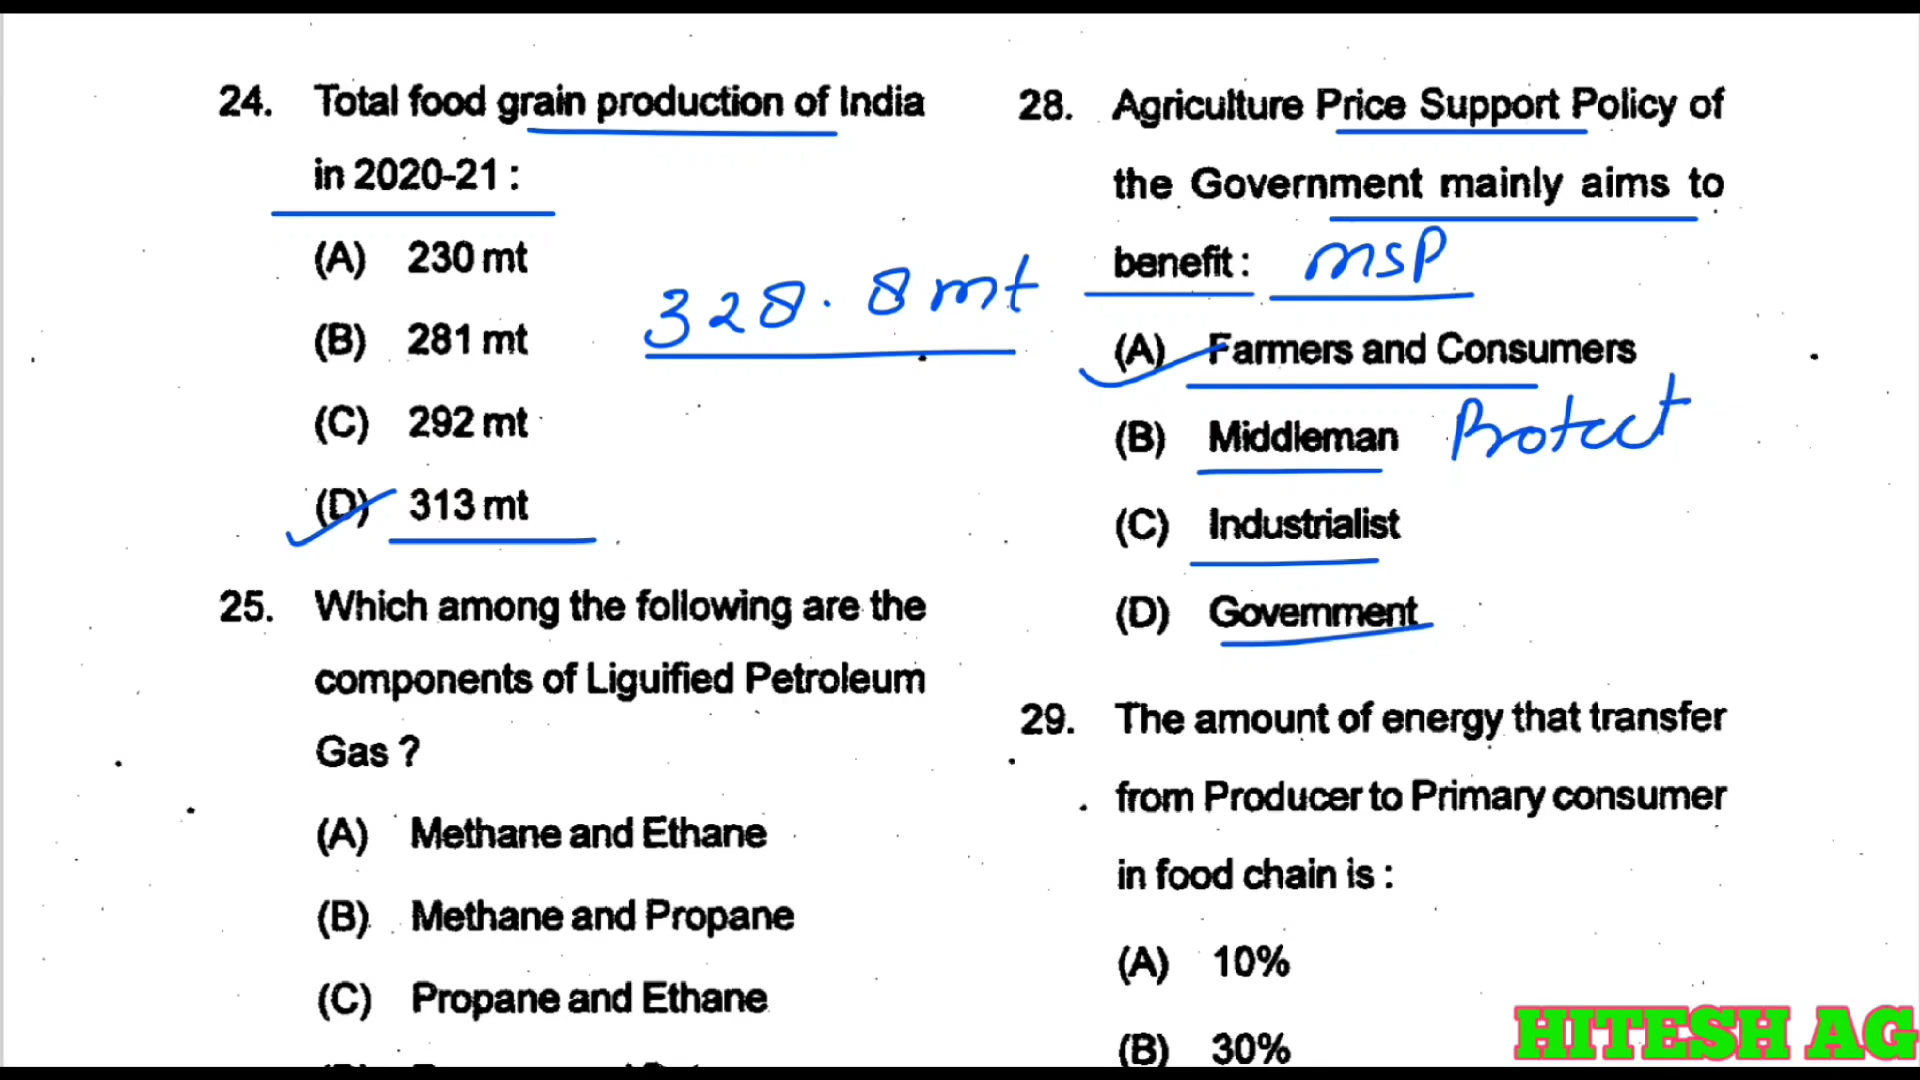 24. Total food grain production of India
in 2020-21 :
(A) 230 mt
(B) 281 mt
328.8 mt
(C) 292 mt
(D) 313 mt
25. Which among the following are the
components of Liguified Petroleum
Gas ?
(A) Methane and Ethane
(B) Methane and Propane
(C) Propane and Ethane
28. Agriculture Price Support Policy of
the Government mainly aims to
benefit : MSP
(A) Farmers and Consumers
(B) Middleman Protect
(C) Industrialist
(D) Government
29. The amount of energy that transfer
from Producer to Primary consumer
in food chain is :
(A) 10%
(B) 30%
HITESH AG